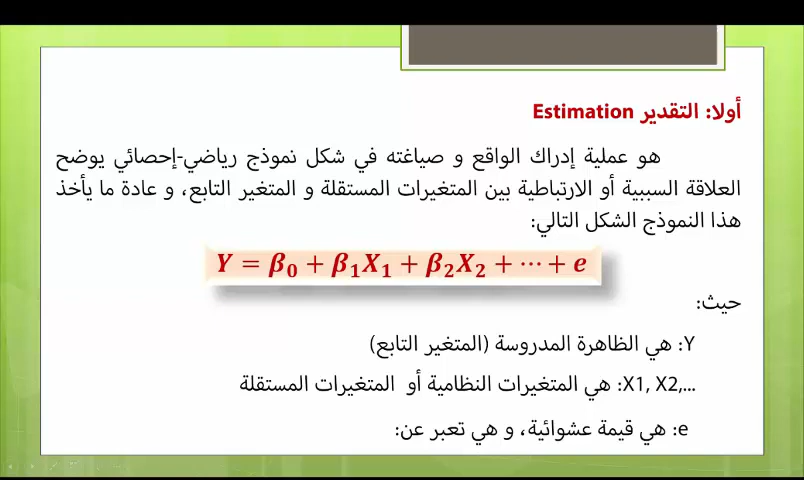 أولا: التقدير Estimation
هو عملية إدراك الواقع و صياغته في شكل نموذج رياضي-إحصائي يوضح
العلاقة السببية أو الارتباطية بين المتغيرات المستقلة و المتغير التابع، و عادة ما يأخذ
هذا النموذج الشكل التالي:
Y = β₀ + β₁X₁ + β₂X₂ + ⋯ + e
حيث:
Y: هي الظاهرة المدروسة (المتغير التابع)
X1, X2,...: هي المتغيرات النظامية أو المتغيرات المستقلة
e: هي قيمة عشوائية، و هي تعبر عن: